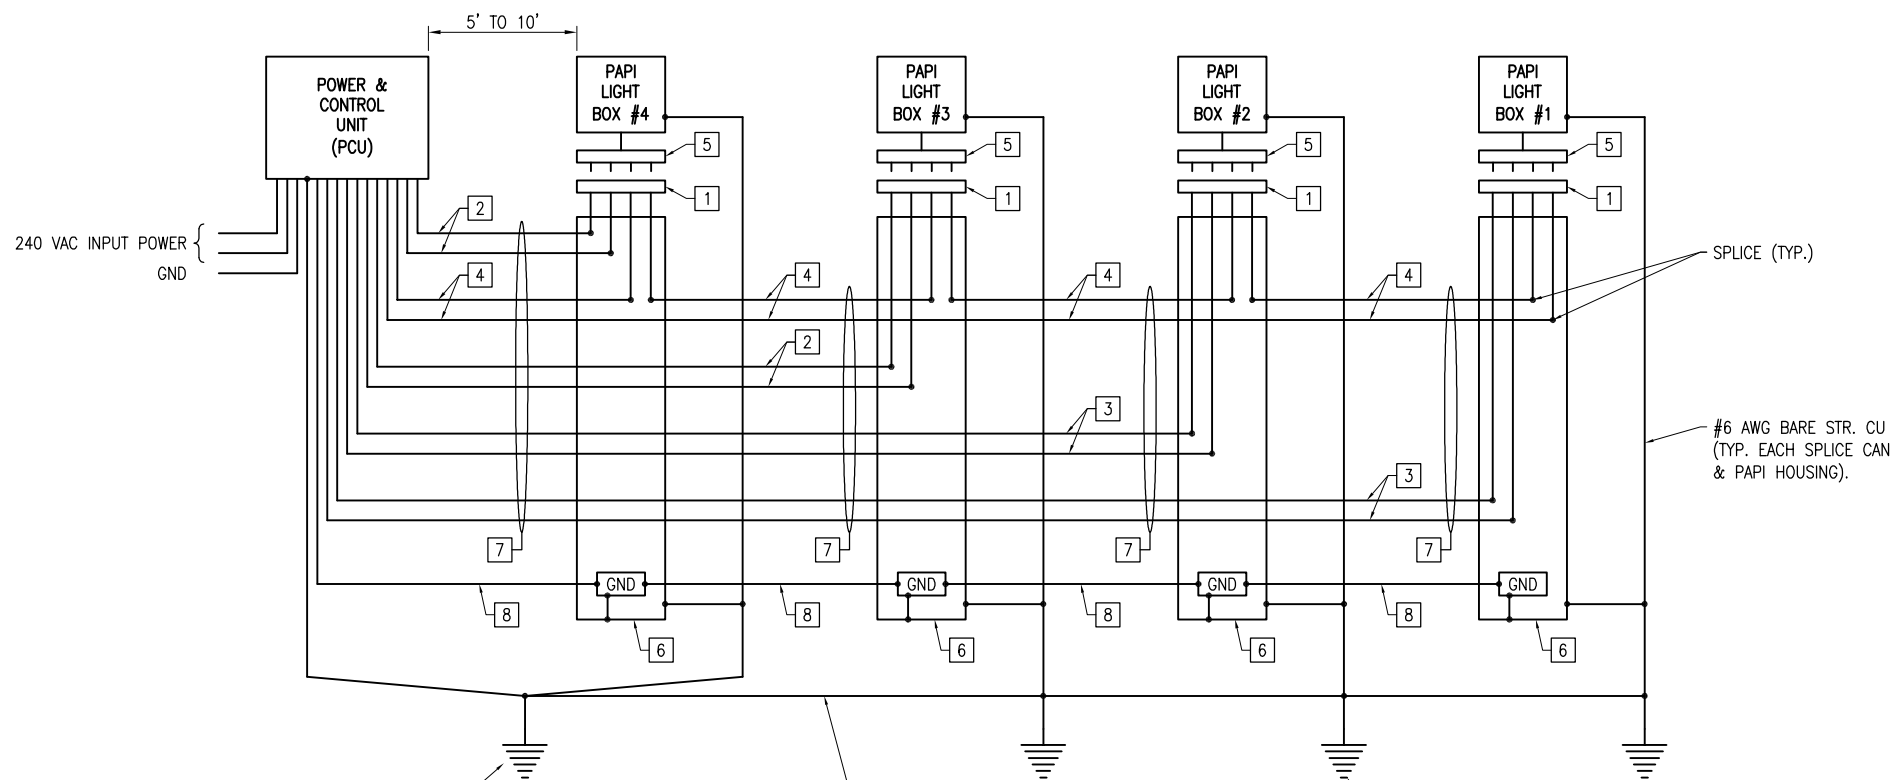 5' TO 10'
POWER &
CONTROL
UNIT
(PCU)
PAPI
LIGHT
BOX #4
PAPI
LIGHT
BOX #3
PAPI
LIGHT
BOX #2
PAPI
LIGHT
BOX #1
5
5
5
5
1
1
1
1
2
240 VAC INPUT POWER
GND
4
4
4
4
SPLICE (TYP.)
2
3
#6 AWG BARE STR. CU
(TYP. EACH SPLICE CAN
& PAPI HOUSING).
3
7
7
7
7
GND
GND
GND
GND
8
8
8
8
6
6
6
6